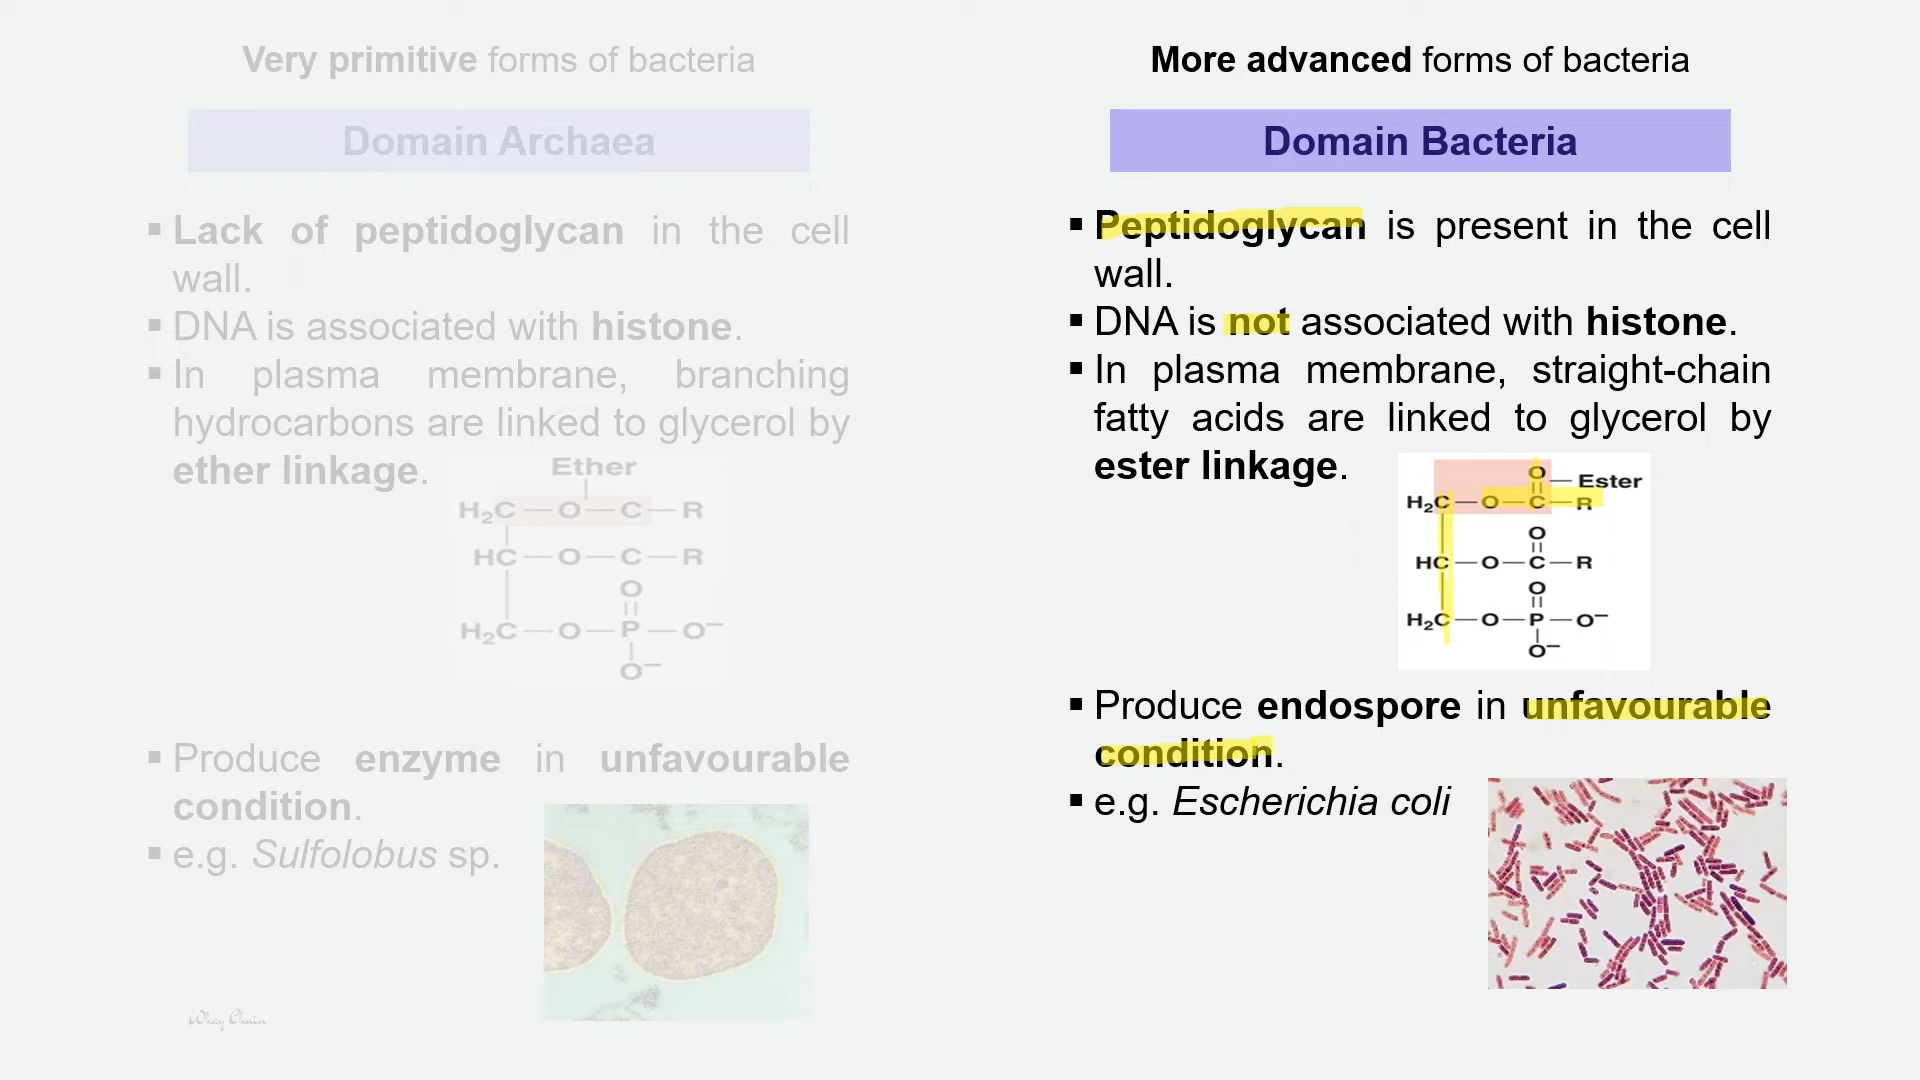 Very primitive forms of bacteria
Domain Archaea
▪ Lack of peptidoglycan in the cell
wall.
▪ DNA is associated with histone.
▪ In plasma membrane, branching
hydrocarbons are linked to glycerol by
ether linkage.
Ether
H₂C—O—C—R
HC—O—C—R
O
H₂C—O—P—O⁻
O⁻
▪ Produce enzyme in unfavourable
condition.
▪ e.g. Sulfolobus sp.
Whay Chuin
More advanced forms of bacteria
Domain Bacteria
▪ Peptidoglycan is present in the cell
wall.
▪ DNA is not associated with histone.
▪ In plasma membrane, straight-chain
fatty acids are linked to glycerol by
ester linkage.
O — Ester
H₂C—O—C—R
O
HC—O—C—R
O
H₂C—O—P—O⁻
O⁻
▪ Produce endospore in unfavourable
condition.
▪ e.g. Escherichia coli